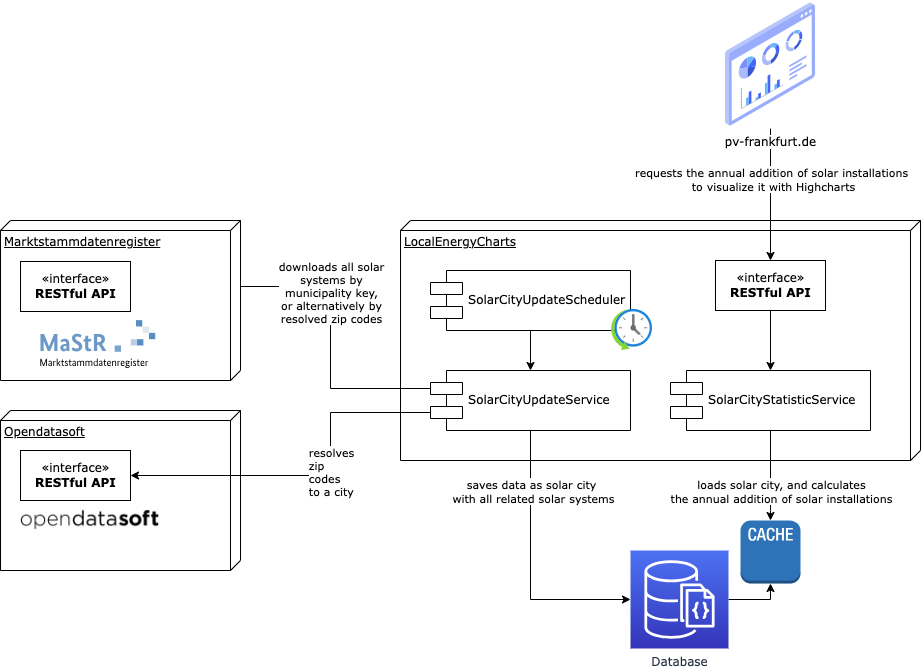 pv-frankfurt.de
requests the annual addition of solar installations
to visualize it with Highcharts
Marktstammdatenregister
«interface»
RESTful API
MaStR
Marktstammdatenregister
downloads all solar
systems by
municipality key,
or alternatively by
resolved zip codes
LocalEnergyCharts
SolarCityUpdateScheduler
«interface»
RESTful API
SolarCityUpdateService
SolarCityStatisticService
Opendatasoft
«interface»
RESTful API
opendatasoft
resolves
zip
codes
to a city
saves data as solar city
with all related solar systems
loads solar city, and calculates
the annual addition of solar installations
CACHE
{}
Database